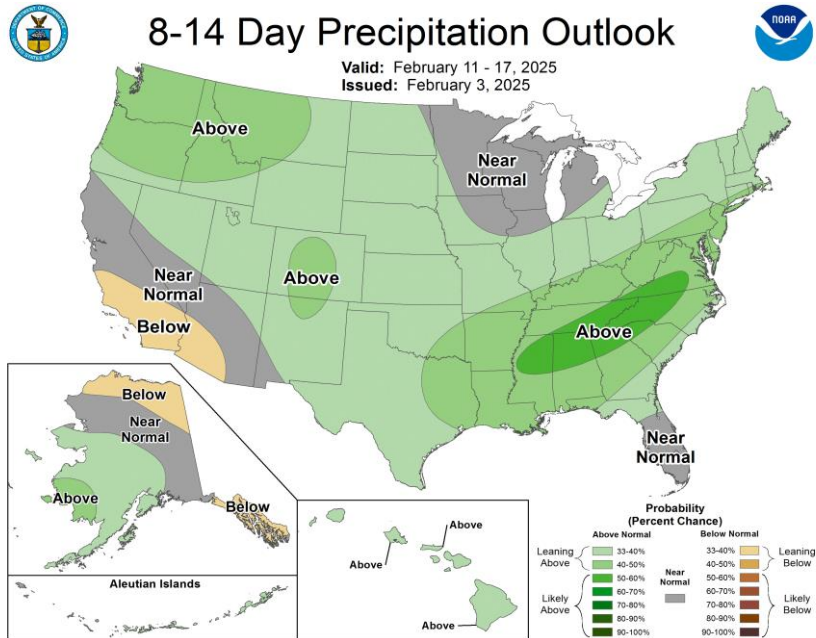 8-14 Day Precipitation Outlook
Valid: February 11 - 17, 2025
Issued: February 3, 2025
NOAA
Above
Near
Normal
Above
Near
Normal
Below
Above
Near
Normal
Below
Near
Normal
Above
Below
Aleutian Islands
Above
Above
Above
Probability
(Percent Chance)
Above Normal
Below Normal
Leaning
Above
33-40%
40-50%
Likely
Above
50-60%
60-70%
70-80%
80-90%
90-100%
Near
Normal
33-40%
40-50%
Leaning
Below
50-60%
60-70%
70-80%
80-90%
90-100%
Likely
Below